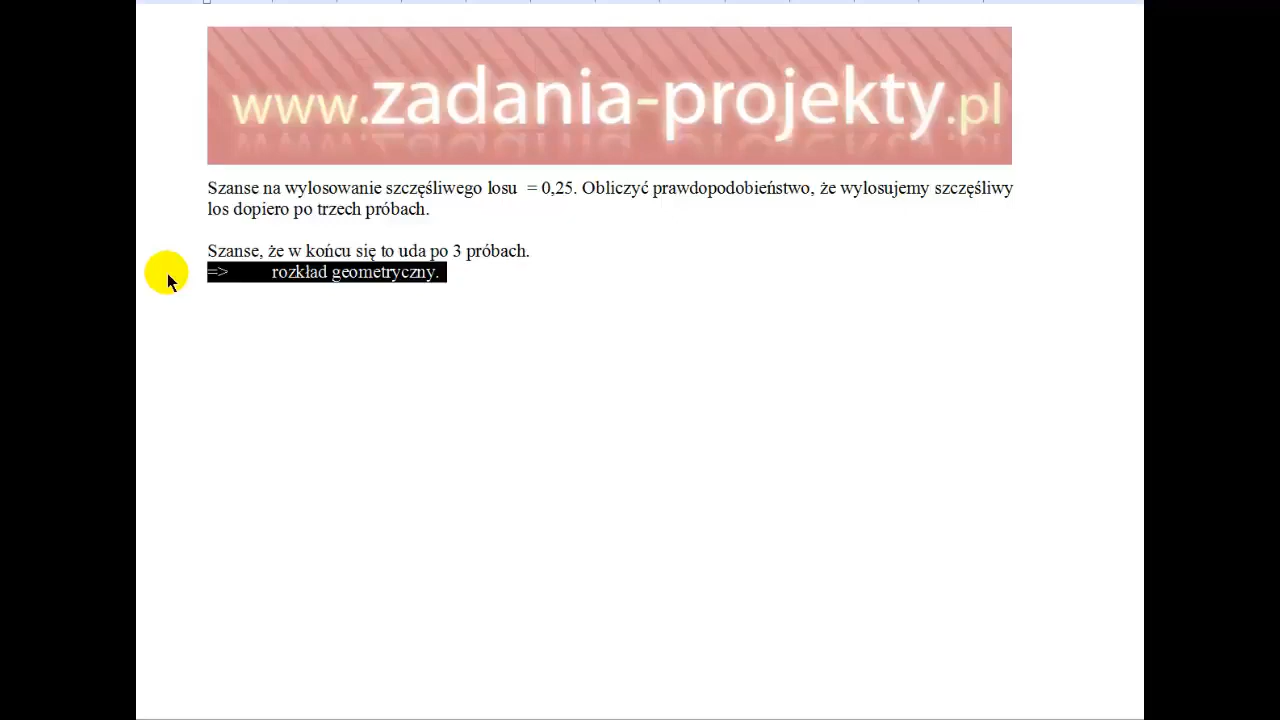 www.zadania-projekty.pl
Szanse na wylosowanie szczęśliwego losu  = 0,25. Obliczyć prawdopodobieństwo, że wylosujemy szczęśliwy
los dopiero po trzech próbach.
Szanse, że w końcu się to uda po 3 próbach.
=> rozkład geometryczny.